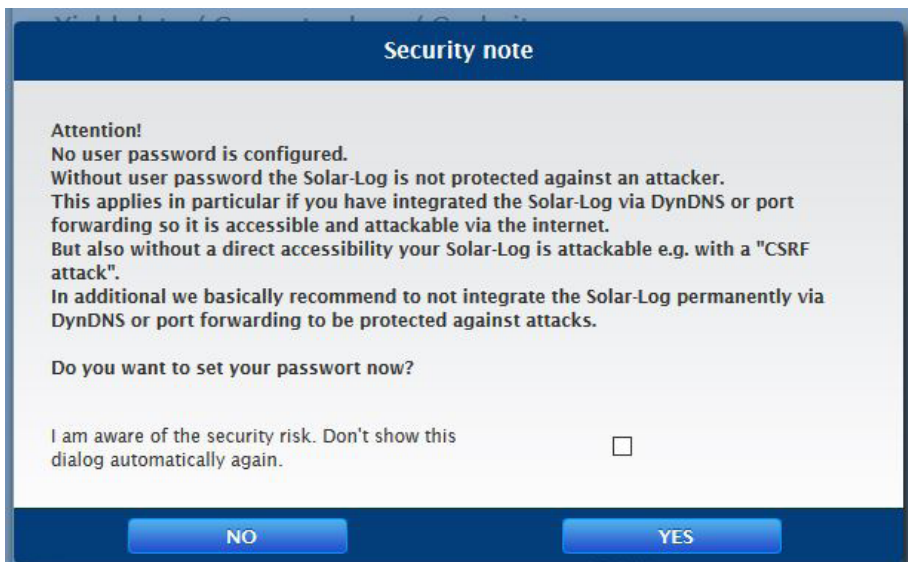 Security note
Attention!
No user password is configured.
Without user password the Solar-Log is not protected against an attacker.
This applies in particular if you have integrated the Solar-Log via DynDNS or port
forwarding so it is accessible and attackable via the internet.
But also without a direct accessibility your Solar-Log is attackable e.g. with a "CSRF
attack".
In additional we basically recommend to not integrate the Solar-Log permanently via
DynDNS or port forwarding to be protected against attacks.
Do you want to set your passwort now?
I am aware of the security risk. Don't show this
dialog automatically again.
NO YES